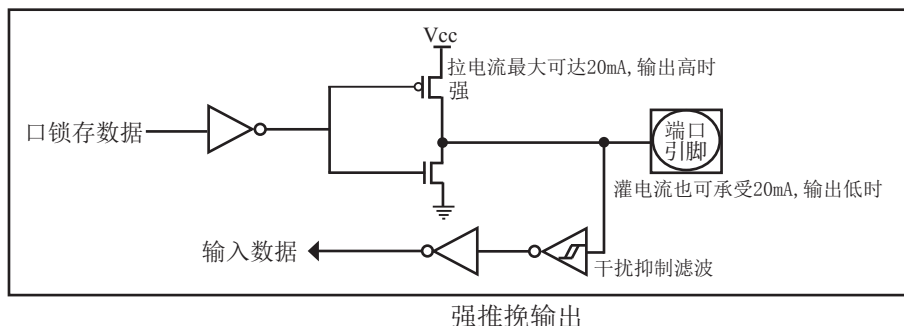 Vcc
拉电流最大可达20mA,输出高时
强
口锁存数据
端口
引脚
灌电流也可承受20mA,输出低时
输入数据
干扰抑制滤波
强推挽输出